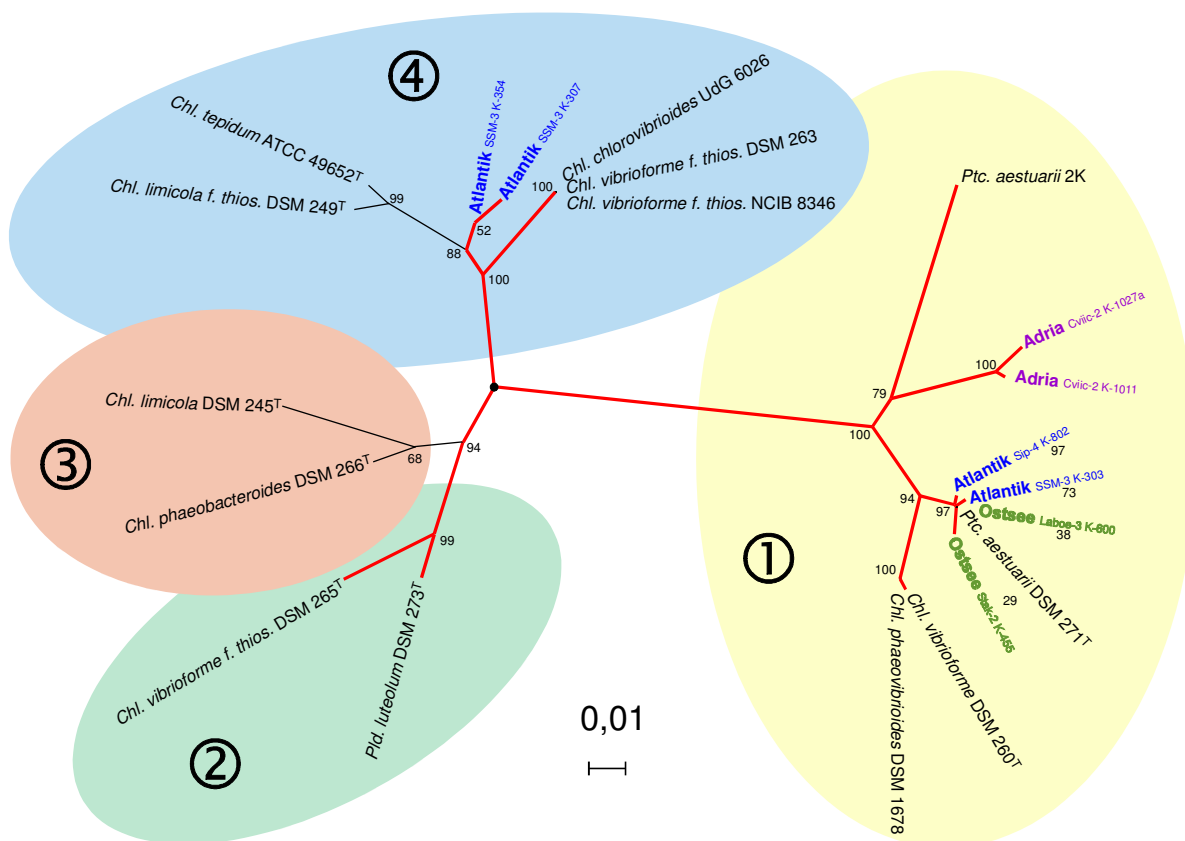 ④
Chl. tepidum ATCC 49652T
Chl. limicola f. thios. DSM 249T
99
88
Atlantik SSM-3 K-354
Atlantik SSM-3 K-307
52
100
Chl. chlorovibrioides UdG 6026
Chl. vibrioforme f. thios. DSM 263
Chl. vibrioforme f. thios. NCIB 8346
100
Ptc. aestuarii 2K
Adria Cviic-2 K-1027a
100
Adria Cviic-2 K-1011
79
100
③
Chl. limicola DSM 245T
Chl. phaeobacteroides DSM 266T
68
94
Atlantik Sip-4 K-802
97
Atlantik SSM-3 K-303
73
Ostsee Laboe-3 K-600
38
94
97
Ptc. aestuarii DSM 271T
Ostsee Stak-2 K-455
29
①
100
Chl. vibrioforme DSM 260T
Chl. phaeovibrioides DSM 1678
99
Chl. vibrioforme f. thios. DSM 265T
Pld. luteolum DSM 273T
②
0,01